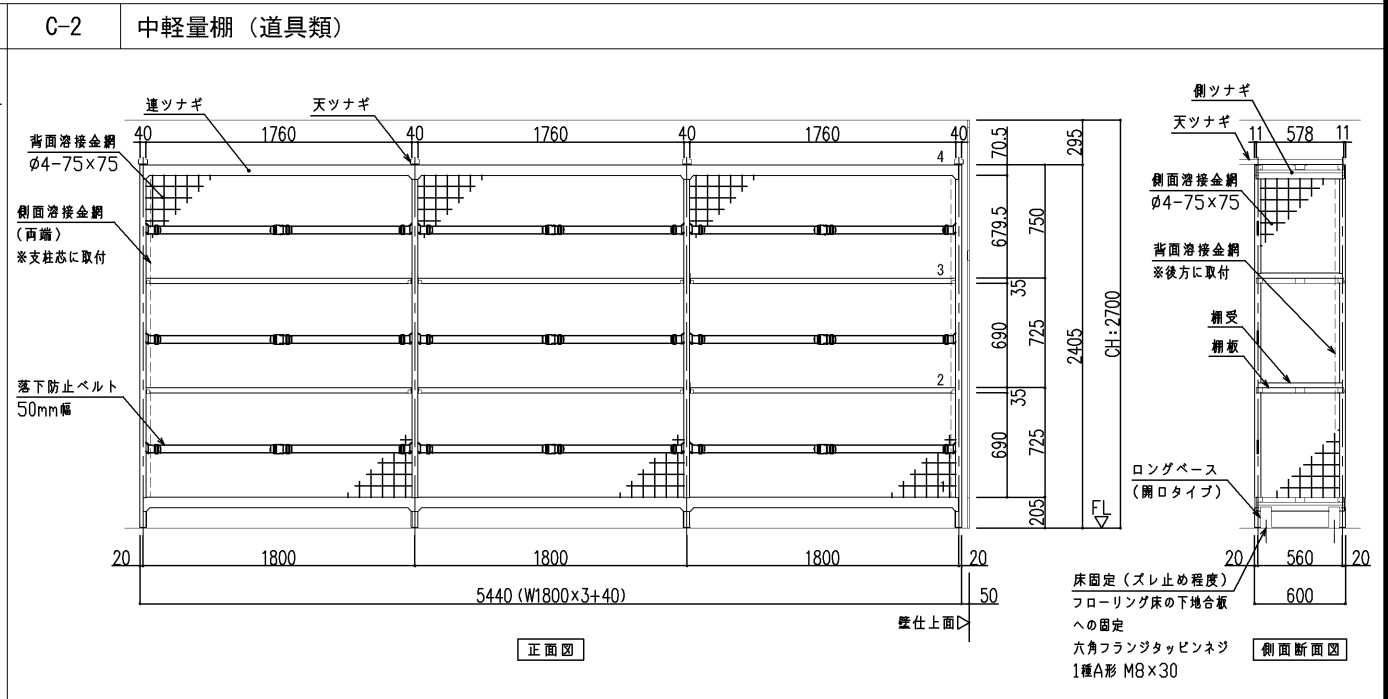 C-2 中軽量棚（道具類）
連ツナギ
天ツナギ
40 1760 40 1760 40 1760 40
背面溶接金網
Ø4-75×75
側面溶接金網
（両端）
※支柱芯に取付
落下防止ベルト
50mm幅
4
3
2
1
70.5
679.5
35
690
35
690
295
750
725
725
205
2405
CH:2700
FL
20 1800 1800 1800 20
5440 (W1800×3+40) 50
壁仕上面
正面図
側ツナギ
天ツナギ
11 578 11
側面溶接金網
Ø4-75×75
背面溶接金網
※後方に取付
棚受
棚板
ロングベース
（開口タイプ）
20 560 20
600
床固定（ズレ止め程度）
フローリング床の下地合板
への固定
六角フランジタッピンネジ
1種A形 M8×30
側面断面図